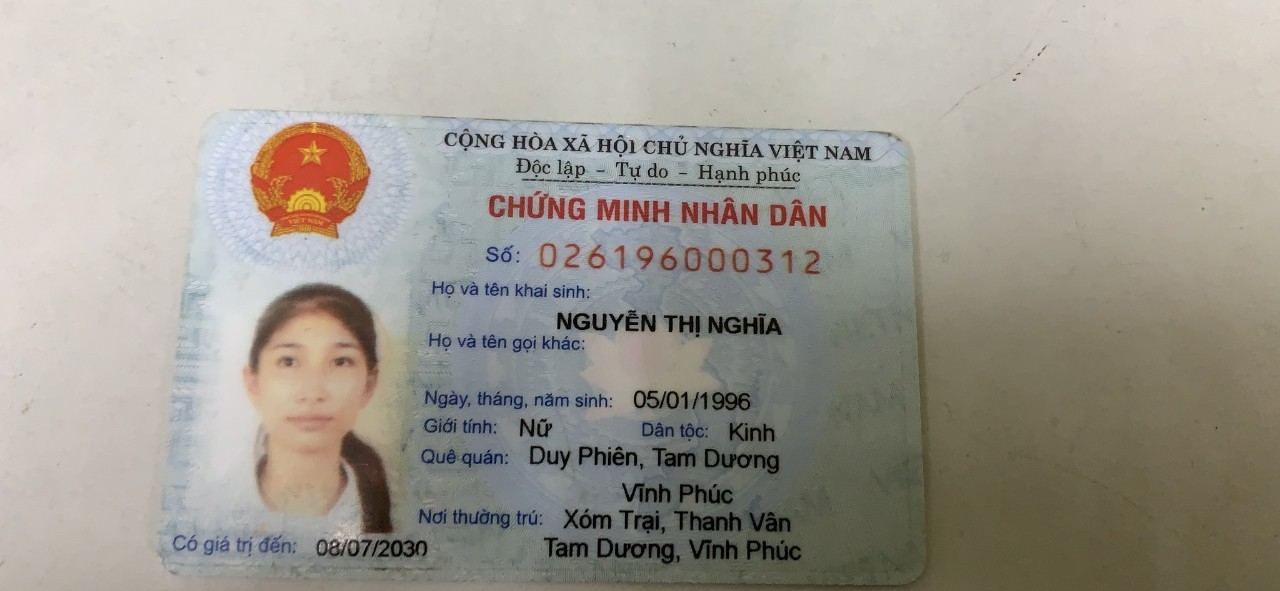 CỘNG HÒA XÃ HỘI CHỦ NGHĨA VIỆT NAM
Độc lập - Tự do - Hạnh phúc
CHỨNG MINH NHÂN DÂN
Số: 026196000312
Họ và tên khai sinh:
NGUYỄN THỊ NGHĨA
Họ và tên gọi khác:
Ngày, tháng, năm sinh: 05/01/1996
Giới tính: Nữ Dân tộc: Kinh
Quê quán: Duy Phiên, Tam Dương
Vĩnh Phúc
Nơi thường trú: Xóm Trại, Thanh Vân
Tam Dương, Vĩnh Phúc
Có giá trị đến: 08/07/2030
VIỆT NAM